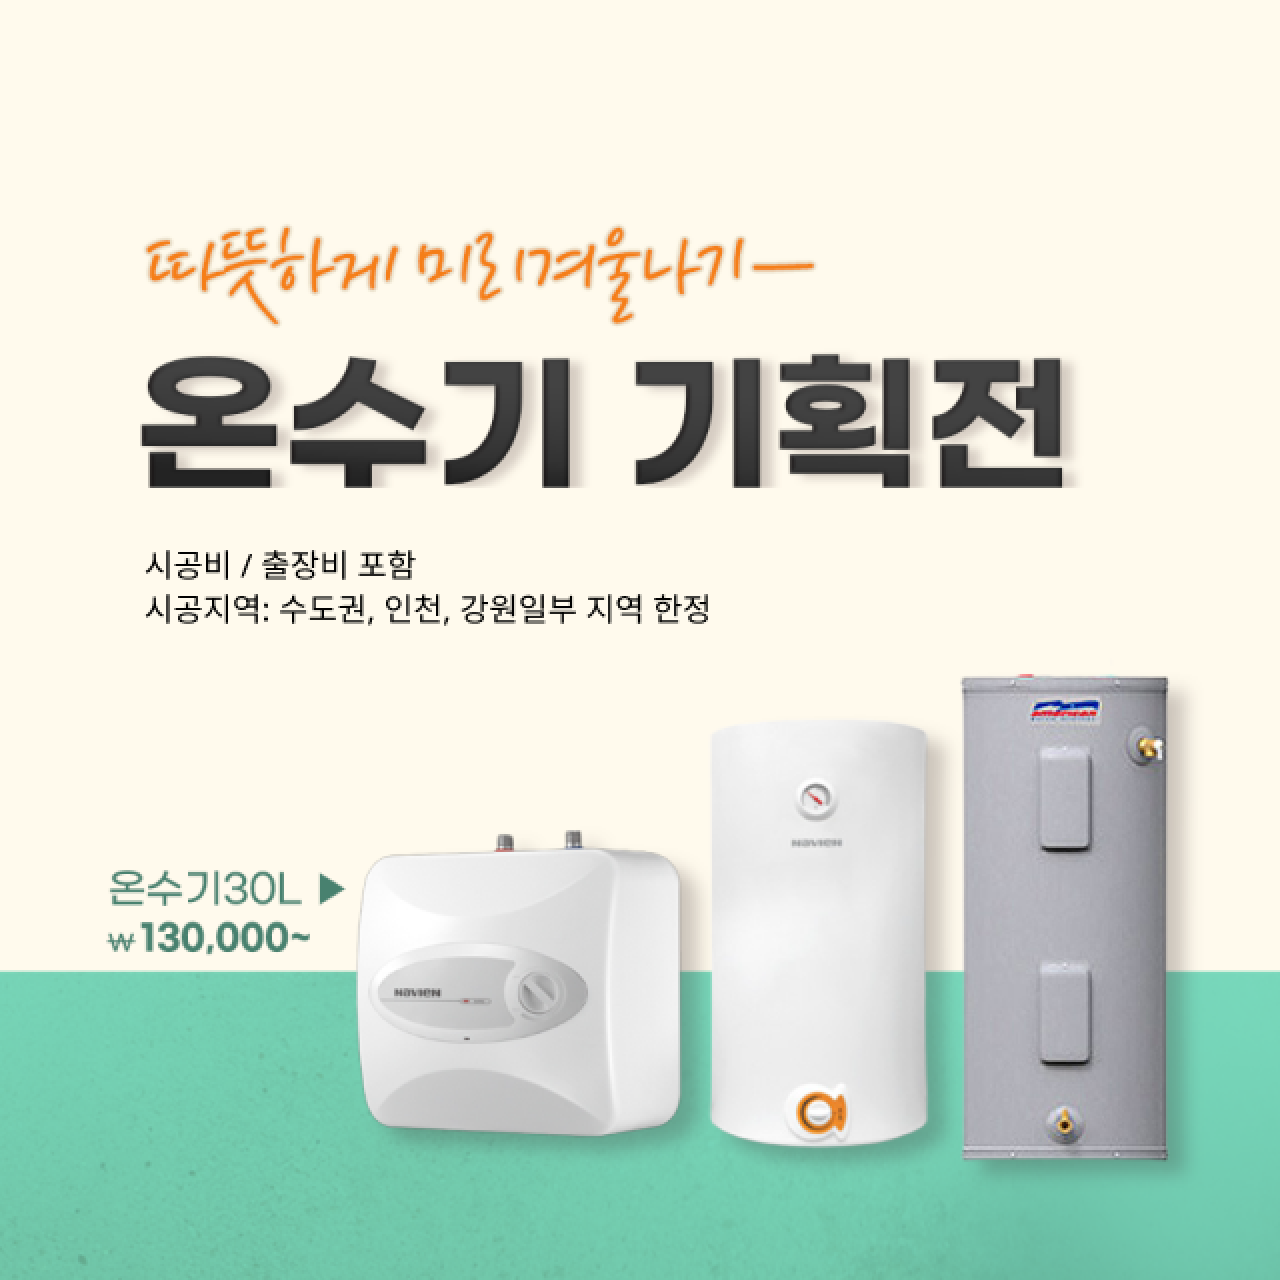 따뜻하게 미리겨울나기—
온수기 기획전
시공비 / 출장비 포함
시공지역: 수도권, 인천, 강원일부 지역 한정
american
NAVIEN
온수기30L ▶
₩130,000~
NAVIEN